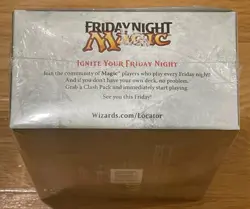 FRIDAY NIGHT
MAGIC
IGNITE YOUR FRIDAY NIGHT
Join the community of Magic players who play every Friday night!
And if you don't have your own deck, no problem.
Grab a Clash Pack and immediately start playing.
See you this Friday!
Wizards.com/Locator